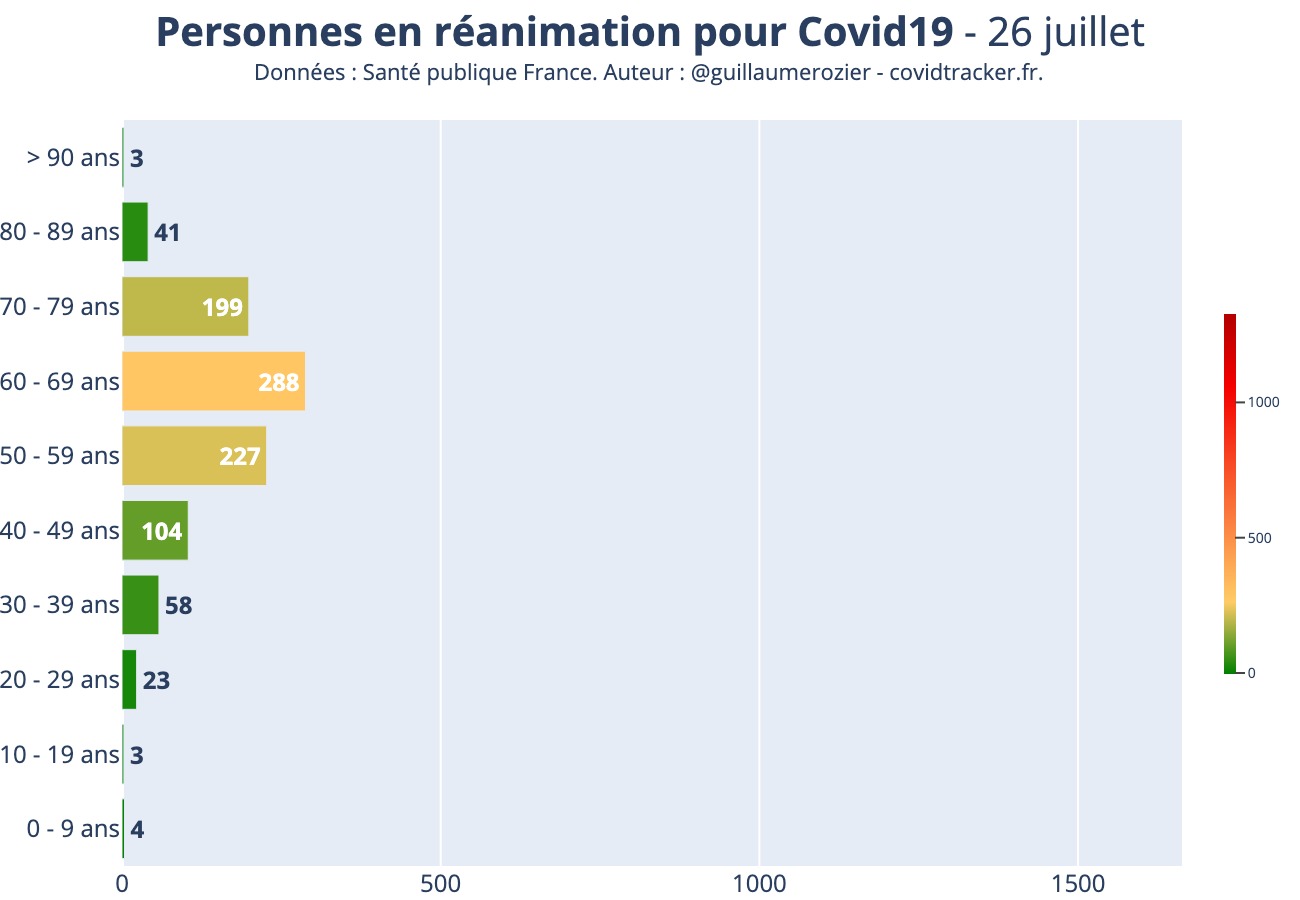 Personnes en réanimation pour Covid19 - 26 juillet
Données : Santé publique France. Auteur : @guillaumerozier - covidtracker.fr.
> 90 ans 3
80 - 89 ans 41
70 - 79 ans 199
60 - 69 ans 288
50 - 59 ans 227
40 - 49 ans 104
30 - 39 ans 58
20 - 29 ans 23
10 - 19 ans 3
0 - 9 ans 4
0 500 1000 1500
1000
500
0